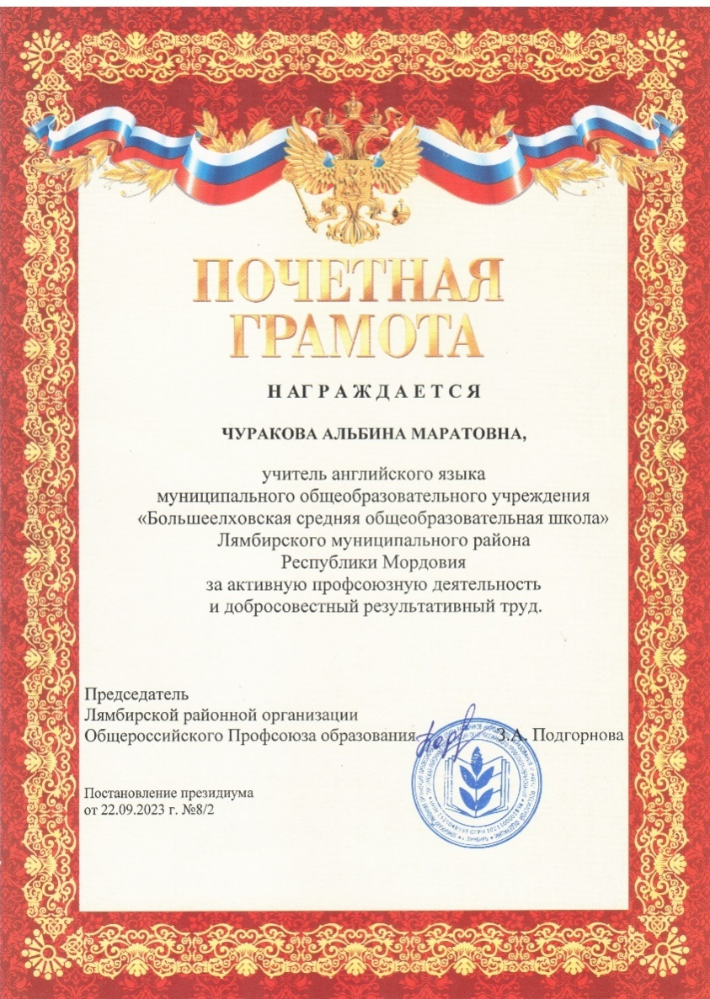 ПОЧЕТНАЯ
ГРАМОТА
НАГРАЖДАЕТСЯ
ЧУРАКОВА АЛЬБИНА МАРАТОВНА,
учитель английского языка
муниципального общеобразовательного учреждения
«Большеелховская средняя общеобразовательная школа»
Лямбирского муниципального района
Республики Мордовия
за активную профсоюзную деятельность
и добросовестный результативный труд.
Председатель
Лямбирской районной организации
Общероссийского Профсоюза образования З.А. Подгорнова
Постановление президиума
от 22.09.2023 г. №8/2